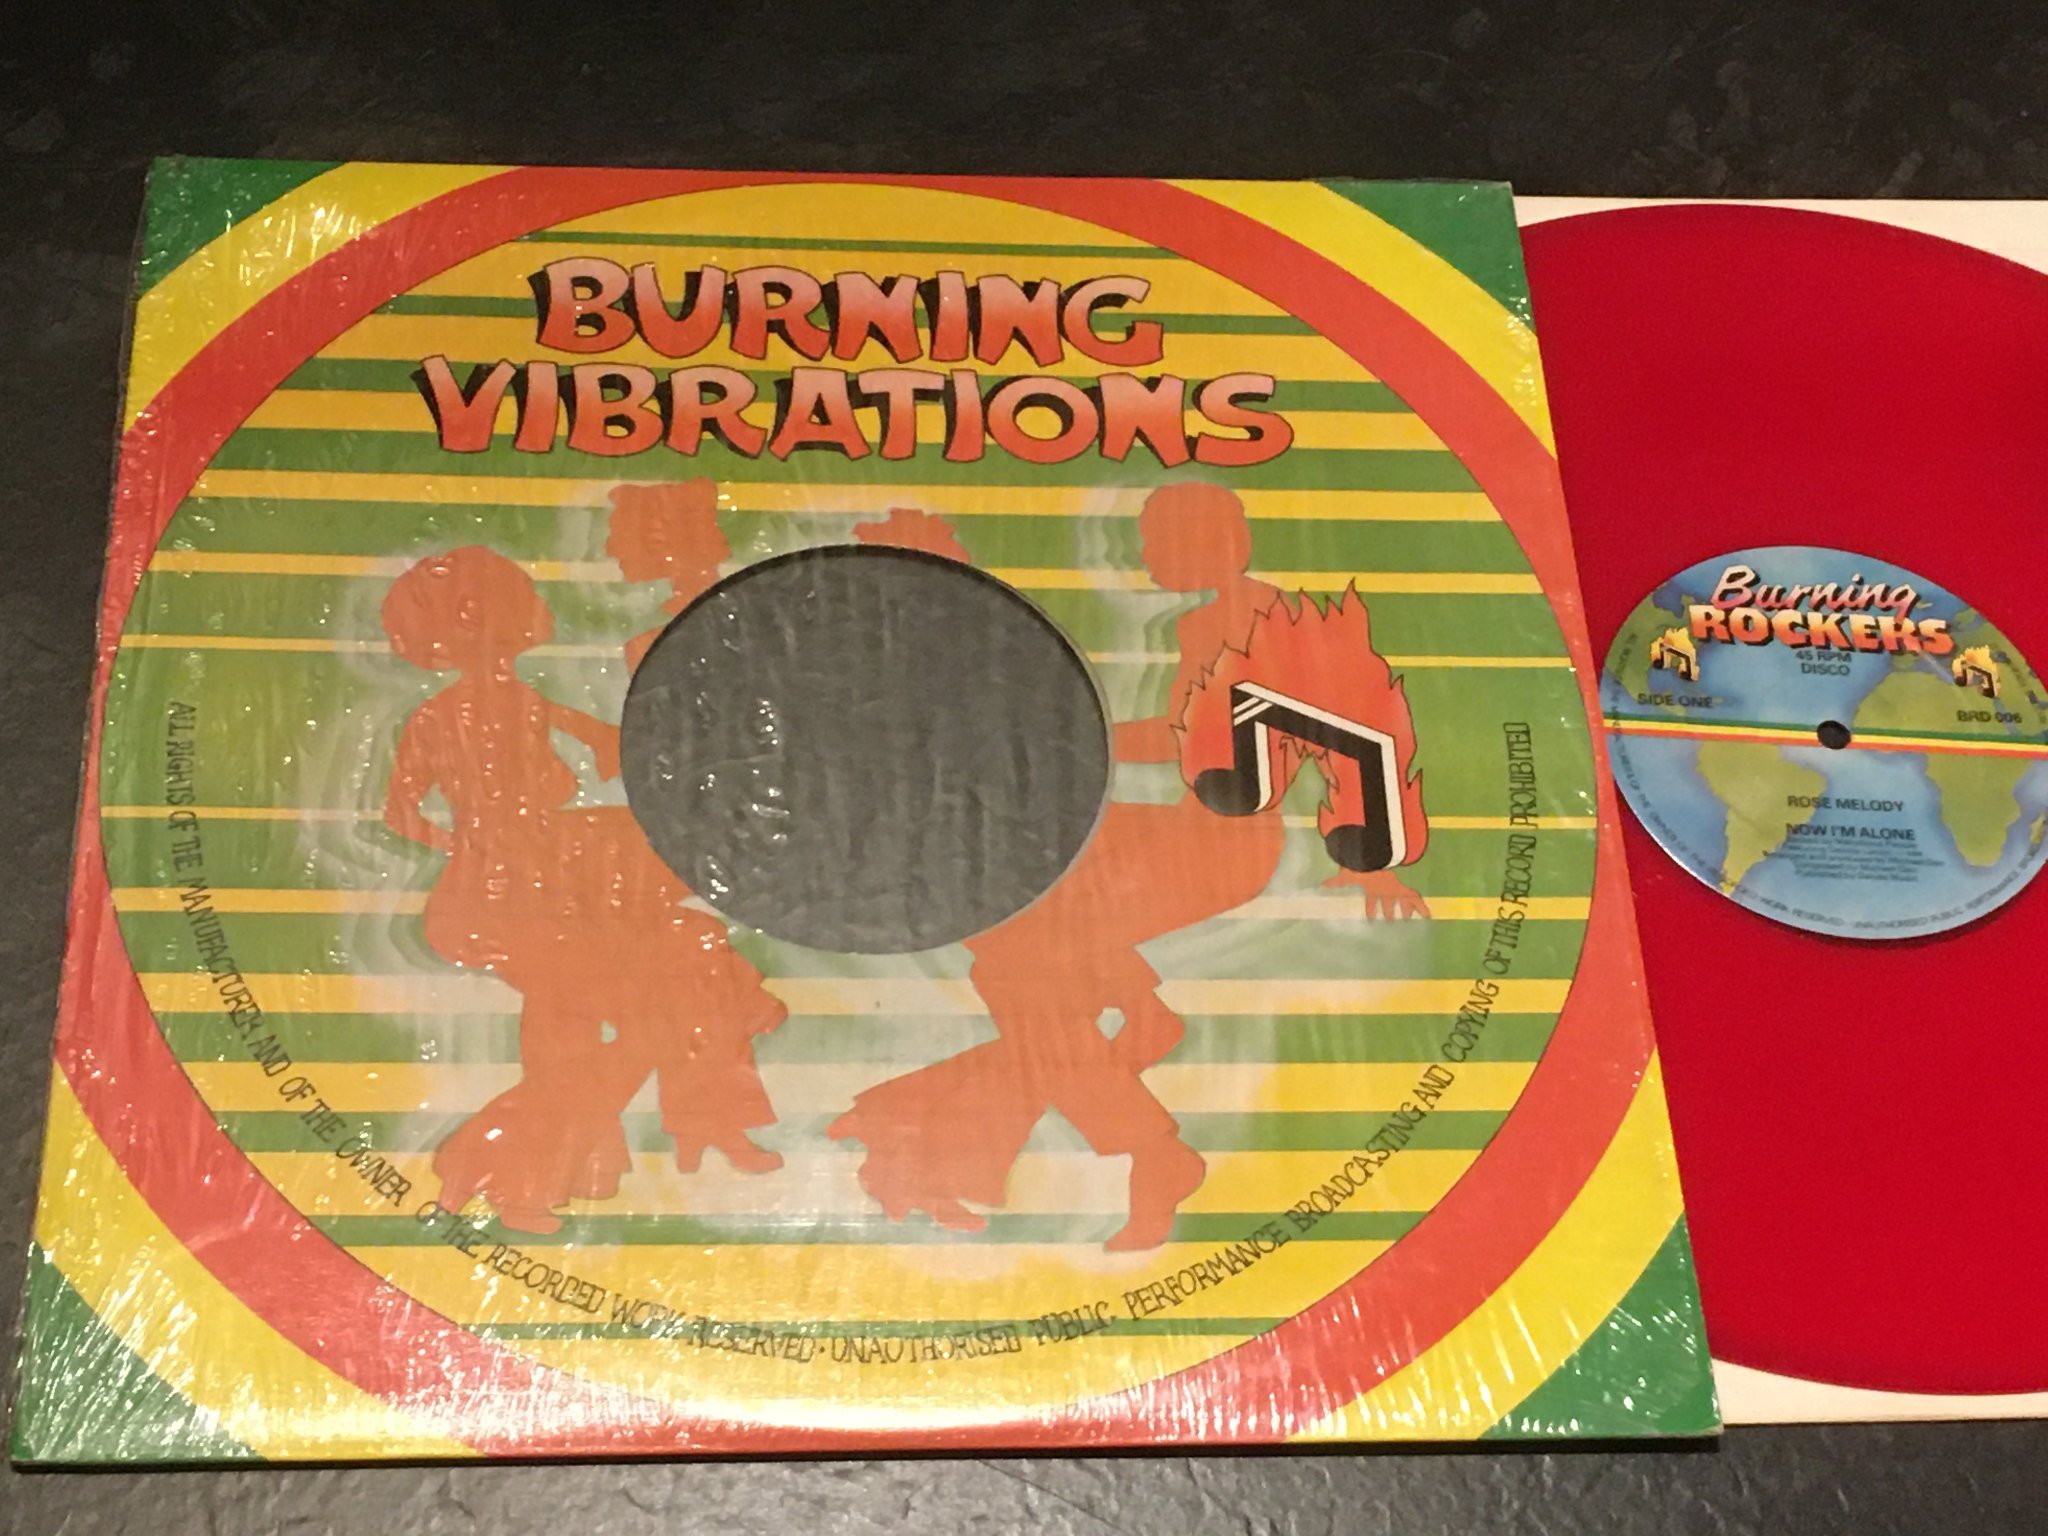 BURNING
VIBRATIONS
ALL RIGHTS OF THE MANUFACTURER AND OF THE OWNER OF THE RECORDED WORK RESERVED · UNAUTHORISED PUBLIC PERFORMANCE BROADCASTING AND COPYING OF THIS RECORD PROHIBITED
Burning
ROCKERS
45 RPM
DISCO
SIDE ONE
BRD 006
ROSE MELODY
NOW I'M ALONE